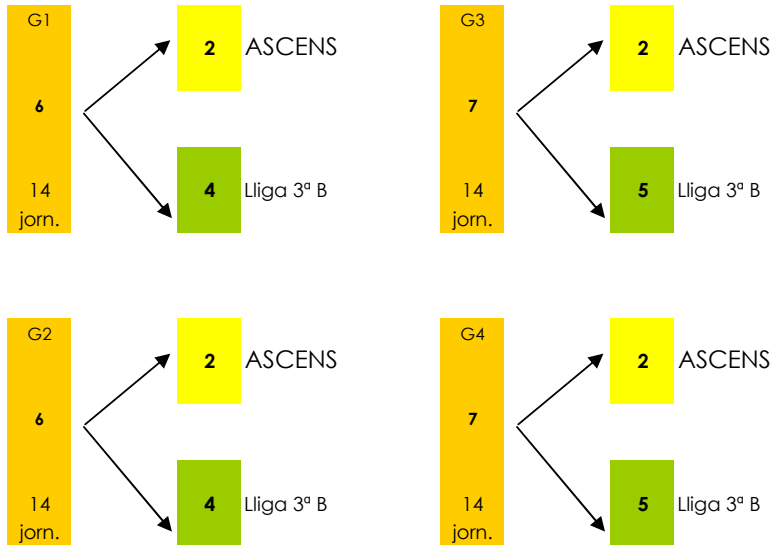 G1
6
14
jorn.
2 ASCENS
4 Lliga 3ª B
G3
7
14
jorn.
2 ASCENS
5 Lliga 3ª B
G2
6
14
jorn.
2 ASCENS
4 Lliga 3ª B
G4
7
14
jorn.
2 ASCENS
5 Lliga 3ª B